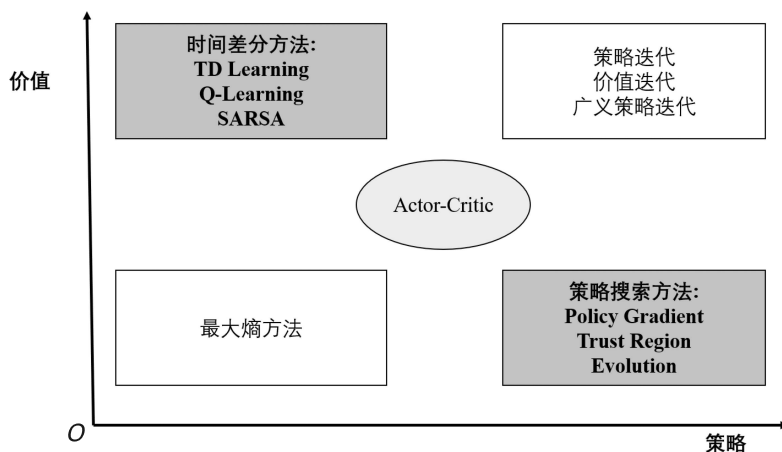 价值
时间差分方法:
TD Learning
Q-Learning
SARSA
策略迭代
价值迭代
广义策略迭代
Actor-Critic
最大熵方法
策略搜索方法:
Policy Gradient
Trust Region
Evolution
O
策略